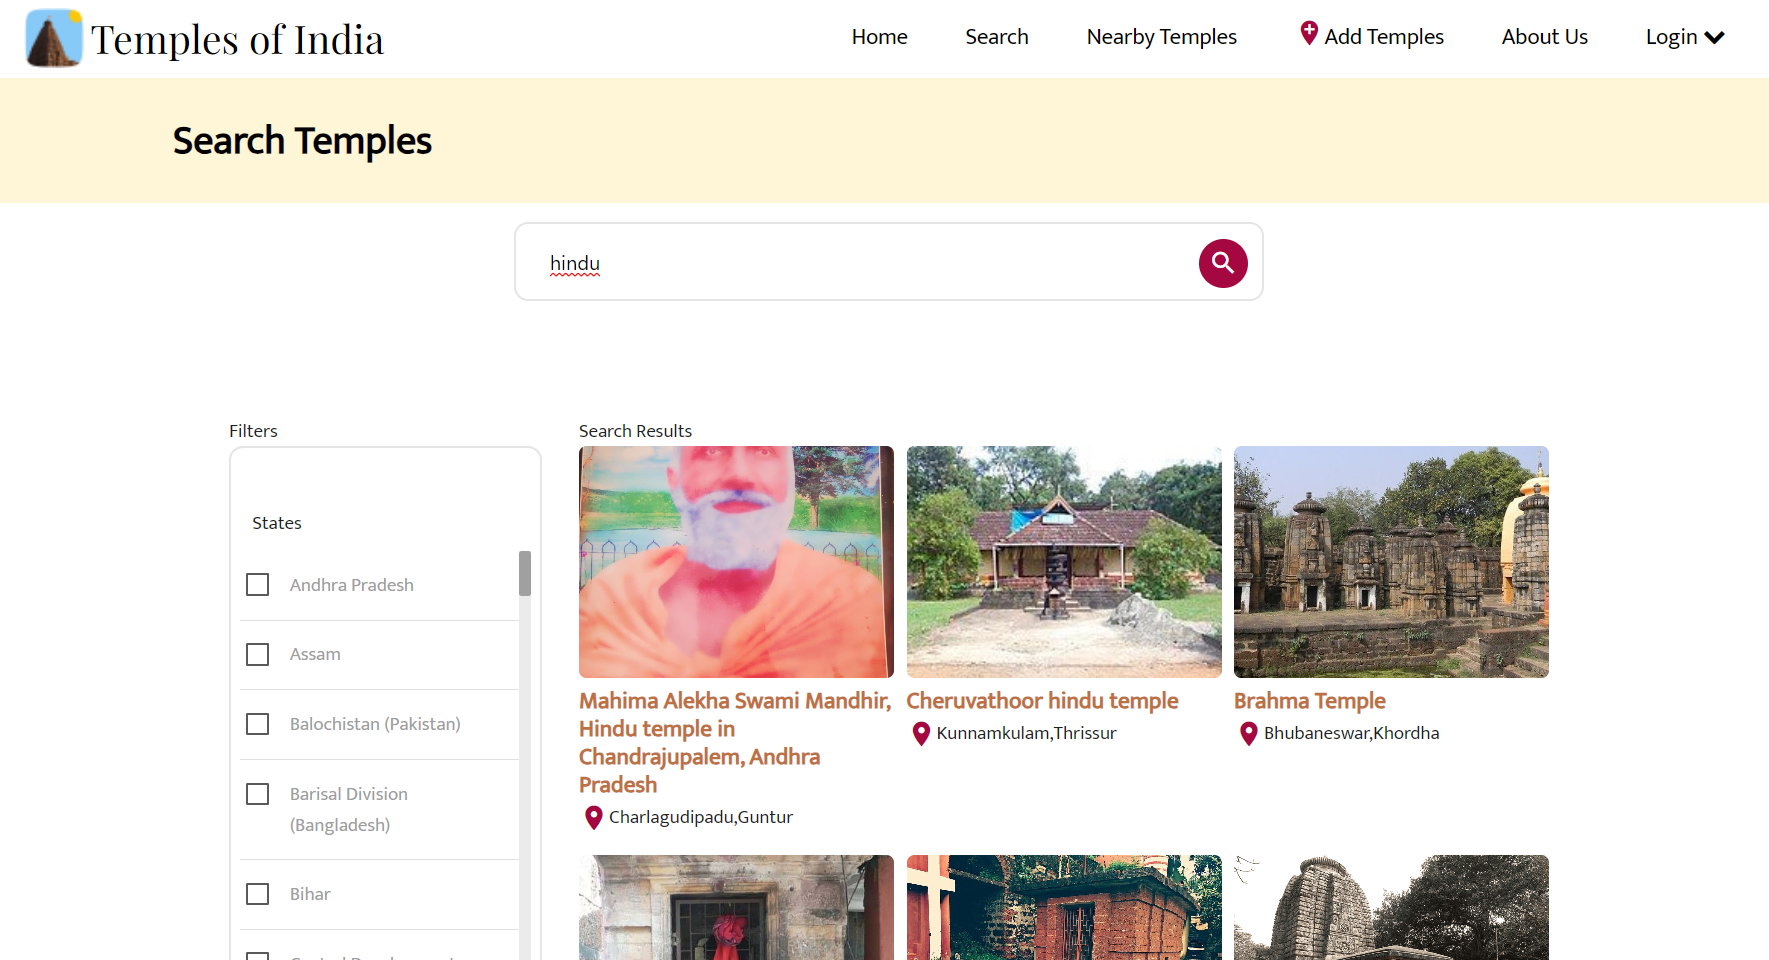 Temples of India
Home
Search
Nearby Temples
Add Temples
About Us
Login
Search Temples
hindu
Filters
States
Andhra Pradesh
Assam
Balochistan (Pakistan)
Barisal Division
(Bangladesh)
Bihar
Search Results
Mahima Alekha Swami Mandhir,
Hindu temple in
Chandrajupalem, Andhra
Pradesh
Charlagudipadu,Guntur
Cheruvathoor hindu temple
Kunnamkulam,Thrissur
Brahma Temple
Bhubaneswar,Khordha